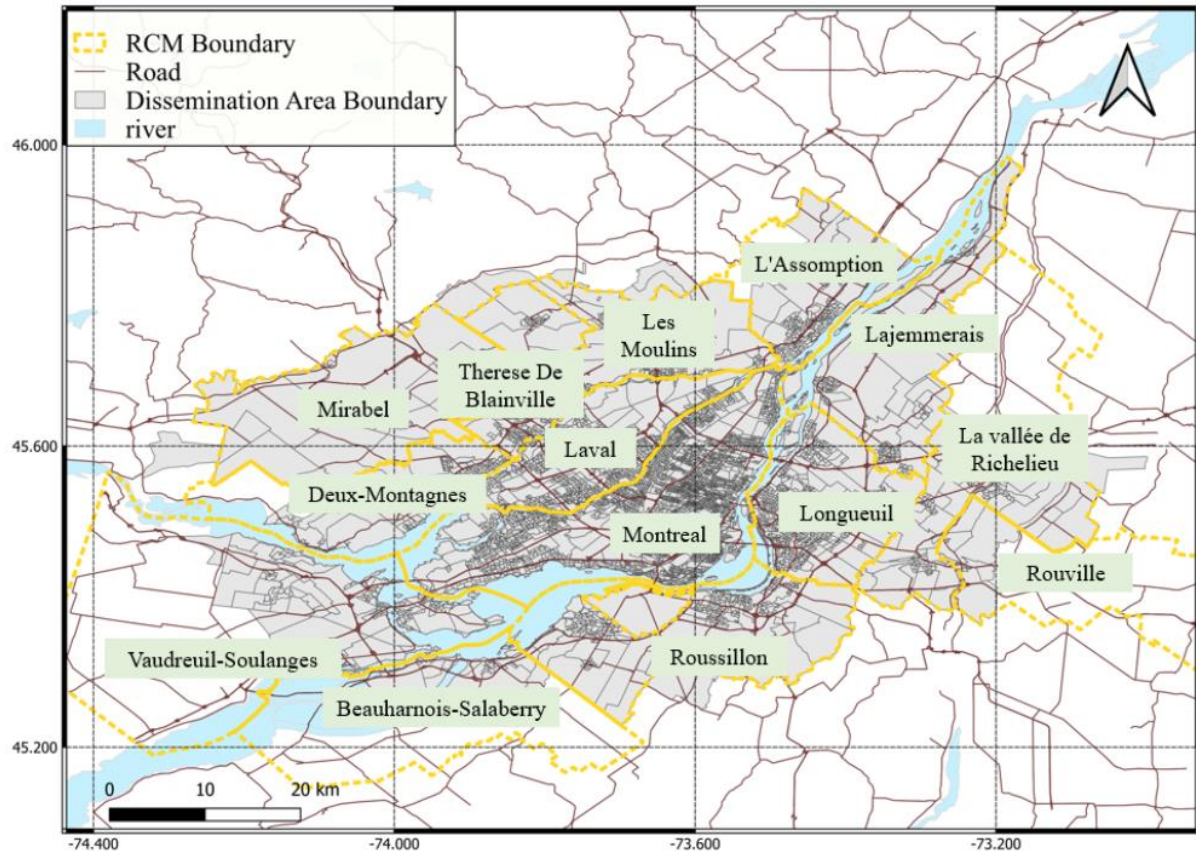 RCM Boundary
Road
Dissemination Area Boundary
river
46.000
45.600
45.200
L'Assomption
Les
Moulins
Lajemmerais
Therese De
Blainville
Mirabel
La vallée de
Richelieu
Laval
Deux-Montagnes
Longueuil
Montreal
Rouville
Vaudreuil-Soulanges
Roussillon
Beauharnois-Salaberry
0 10 20 km
-74.400 -74.000 -73.600 -73.200